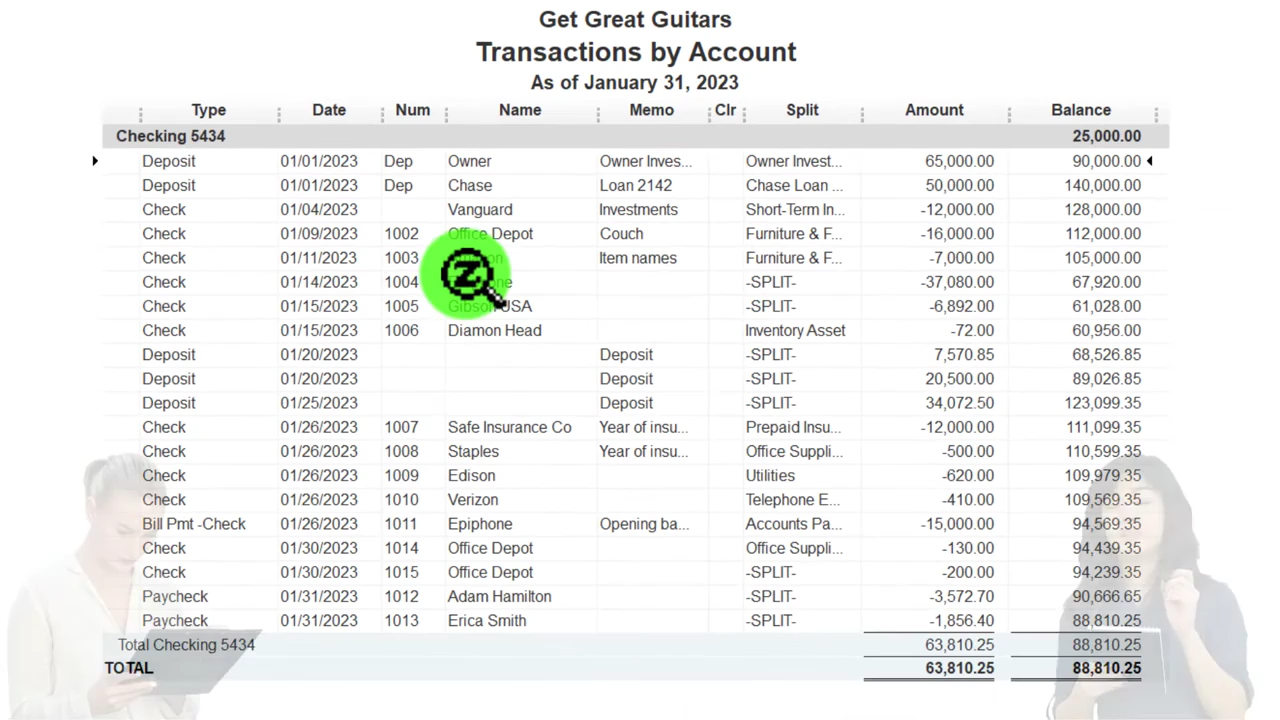 Get Great Guitars
Transactions by Account
As of January 31, 2023
Type Date Num Name Memo Clr Split Amount Balance
Checking 5434 25,000.00
Deposit 01/01/2023 Dep Owner Owner Inves... Owner Invest... 65,000.00 90,000.00
Deposit 01/01/2023 Dep Chase Loan 2142 Chase Loan ... 50,000.00 140,000.00
Check 01/04/2023 Vanguard Investments Short-Term In... -12,000.00 128,000.00
Check 01/09/2023 1002 Office Depot Couch Furniture & F... -16,000.00 112,000.00
Check 01/11/2023 1003 Item names Furniture & F... -7,000.00 105,000.00
Check 01/14/2023 1004 -SPLIT- -37,080.00 67,920.00
Check 01/15/2023 1005 Gibson USA -SPLIT- -6,892.00 61,028.00
Check 01/15/2023 1006 Diamon Head Inventory Asset -72.00 60,956.00
Deposit 01/20/2023 Deposit -SPLIT- 7,570.85 68,526.85
Deposit 01/20/2023 Deposit -SPLIT- 20,500.00 89,026.85
Deposit 01/25/2023 Deposit -SPLIT- 34,072.50 123,099.35
Check 01/26/2023 1007 Safe Insurance Co Year of insu... Prepaid Insu... -12,000.00 111,099.35
Check 01/26/2023 1008 Staples Year of insu... Office Suppli... -500.00 110,599.35
Check 01/26/2023 1009 Edison Utilities -620.00 109,979.35
Check 01/26/2023 1010 Verizon Telephone E... -410.00 109,569.35
Bill Pmt -Check 01/26/2023 1011 Epiphone Opening ba... Accounts Pa... -15,000.00 94,569.35
Check 01/30/2023 1014 Office Depot Office Suppli... -130.00 94,439.35
Check 01/30/2023 1015 Office Depot -SPLIT- -200.00 94,239.35
Paycheck 01/31/2023 1012 Adam Hamilton -SPLIT- -3,572.70 90,666.65
Paycheck 01/31/2023 1013 Erica Smith -SPLIT- -1,856.40 88,810.25
Total Checking 5434 63,810.25 88,810.25
TOTAL 63,810.25 88,810.25